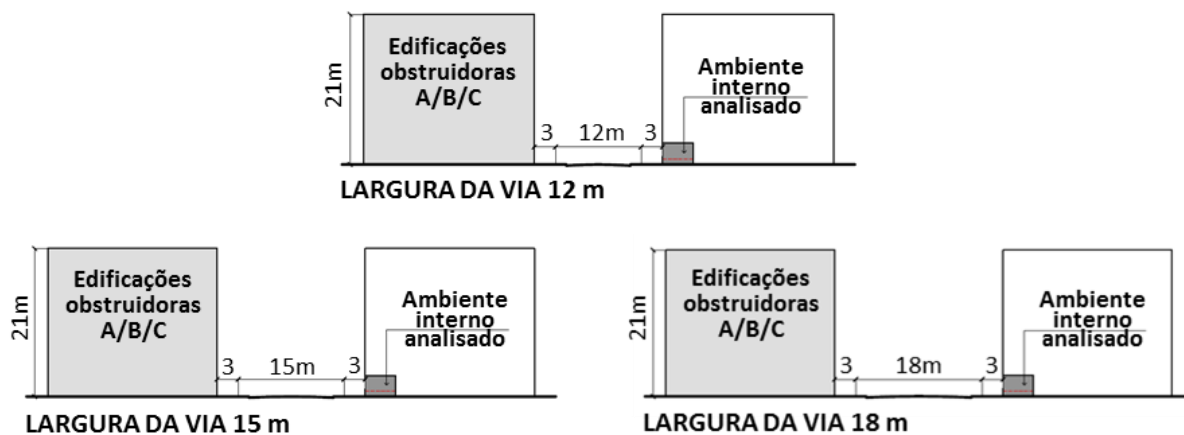 Edificações
obstruidoras
A/B/C
21m
3 12m 3
Ambiente
interno
analisado
LARGURA DA VIA 12 m
Edificações
obstruidoras
A/B/C
21m
3 15m 3
Ambiente
interno
analisado
LARGURA DA VIA 15 m
Edificações
obstruidoras
A/B/C
21m
3 18m 3
Ambiente
interno
analisado
LARGURA DA VIA 18 m